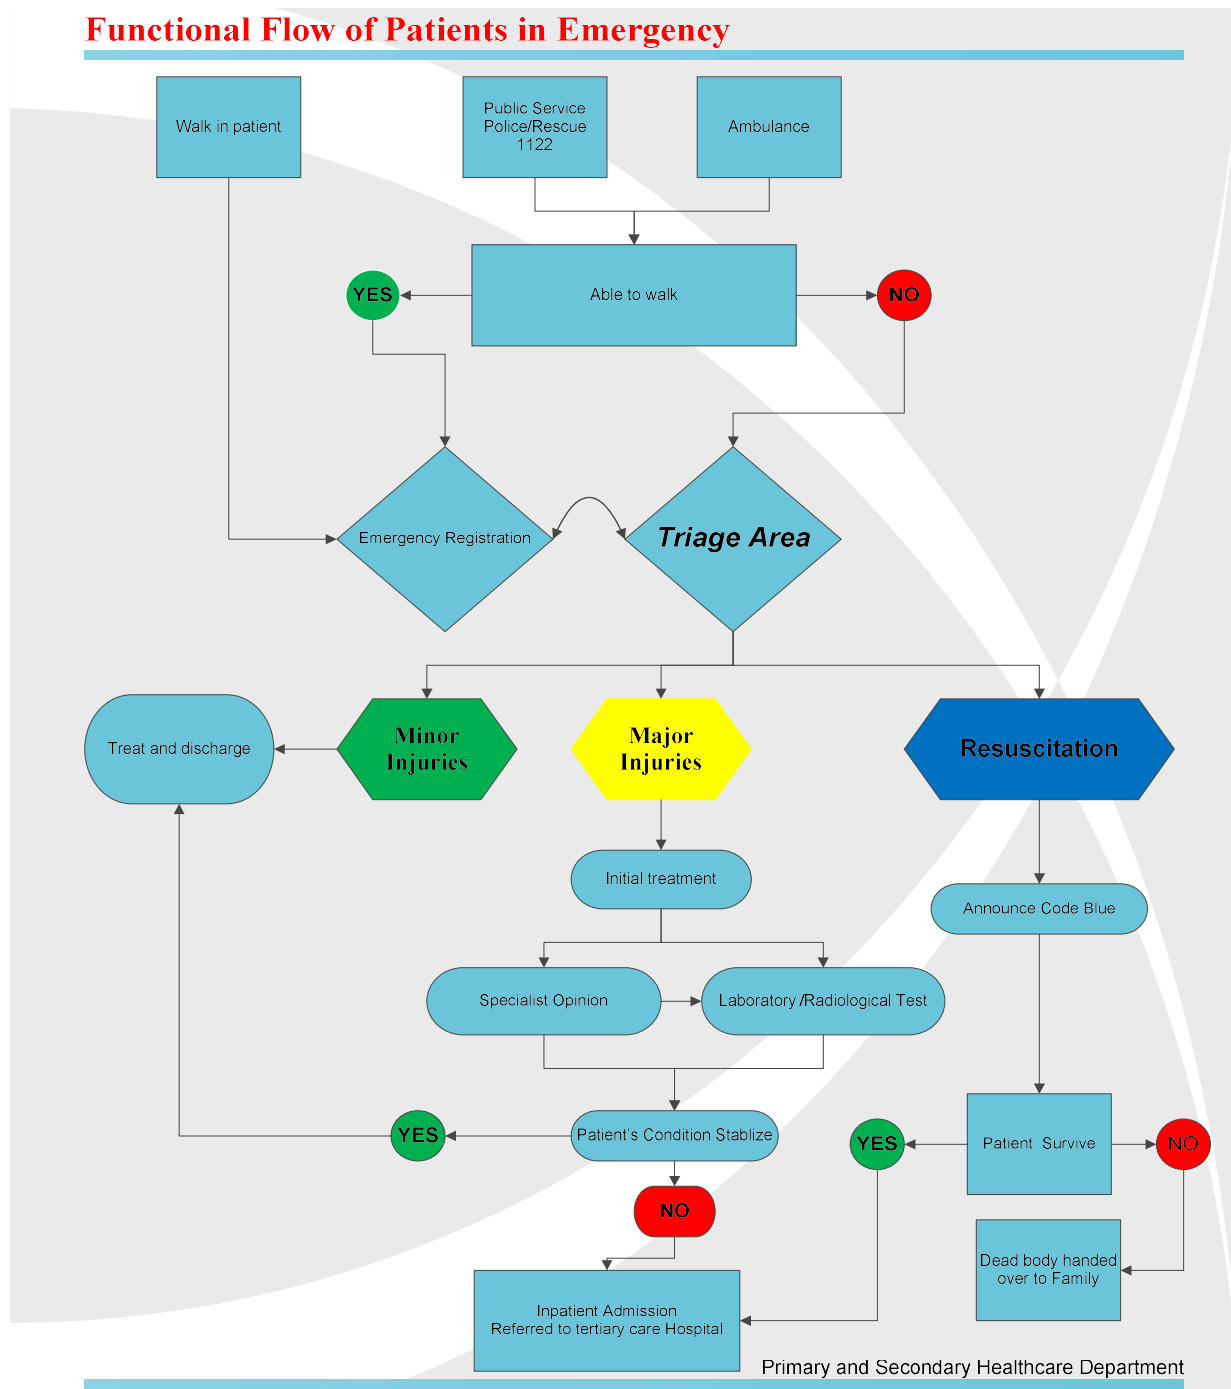 Functional Flow of Patients in Emergency
Walk in patient
Public Service
Police/Rescue
1122
Ambulance
YES
Able to walk
NO
Emergency Registration
Triage Area
Treat and discharge
Minor
Injuries
Major
Injuries
Resuscitation
Initial treatment
Announce Code Blue
Specialist Opinion
Laboratory /Radiological Test
YES
Patient's Condition Stablize
YES
Patient  Survive
NO
NO
Dead body handed
over to Family
Inpatient Admission
Referred to tertiary care Hospital
Primary and Secondary Healthcare Department